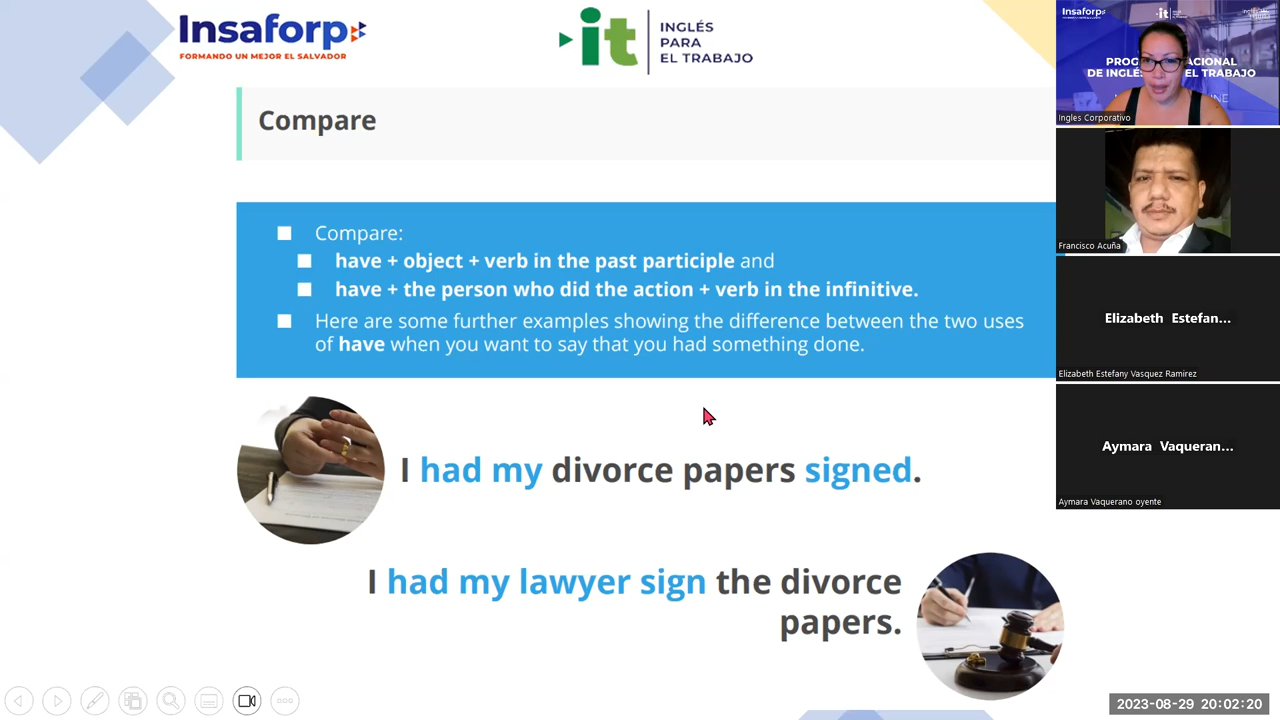 Insaforp
FORMANDO UN MEJOR EL SALVADOR
it
INGLÉS
PARA
EL TRABAJO
Compare
Compare:
have + object + verb in the past participle and
have + the person who did the action + verb in the infinitive.
Here are some further examples showing the difference between the two uses
of have when you want to say that you had something done.
I had my divorce papers signed.
I had my lawyer sign the divorce
papers.
Insaforp
it
Ingles Corporativo
Francisco Acuña
Elizabeth Estefan...
Elizabeth Estefany Vasquez Ramirez
Aymara Vaqueran...
Aymara Vaquerano oyente
2023-08-29 20:02:20